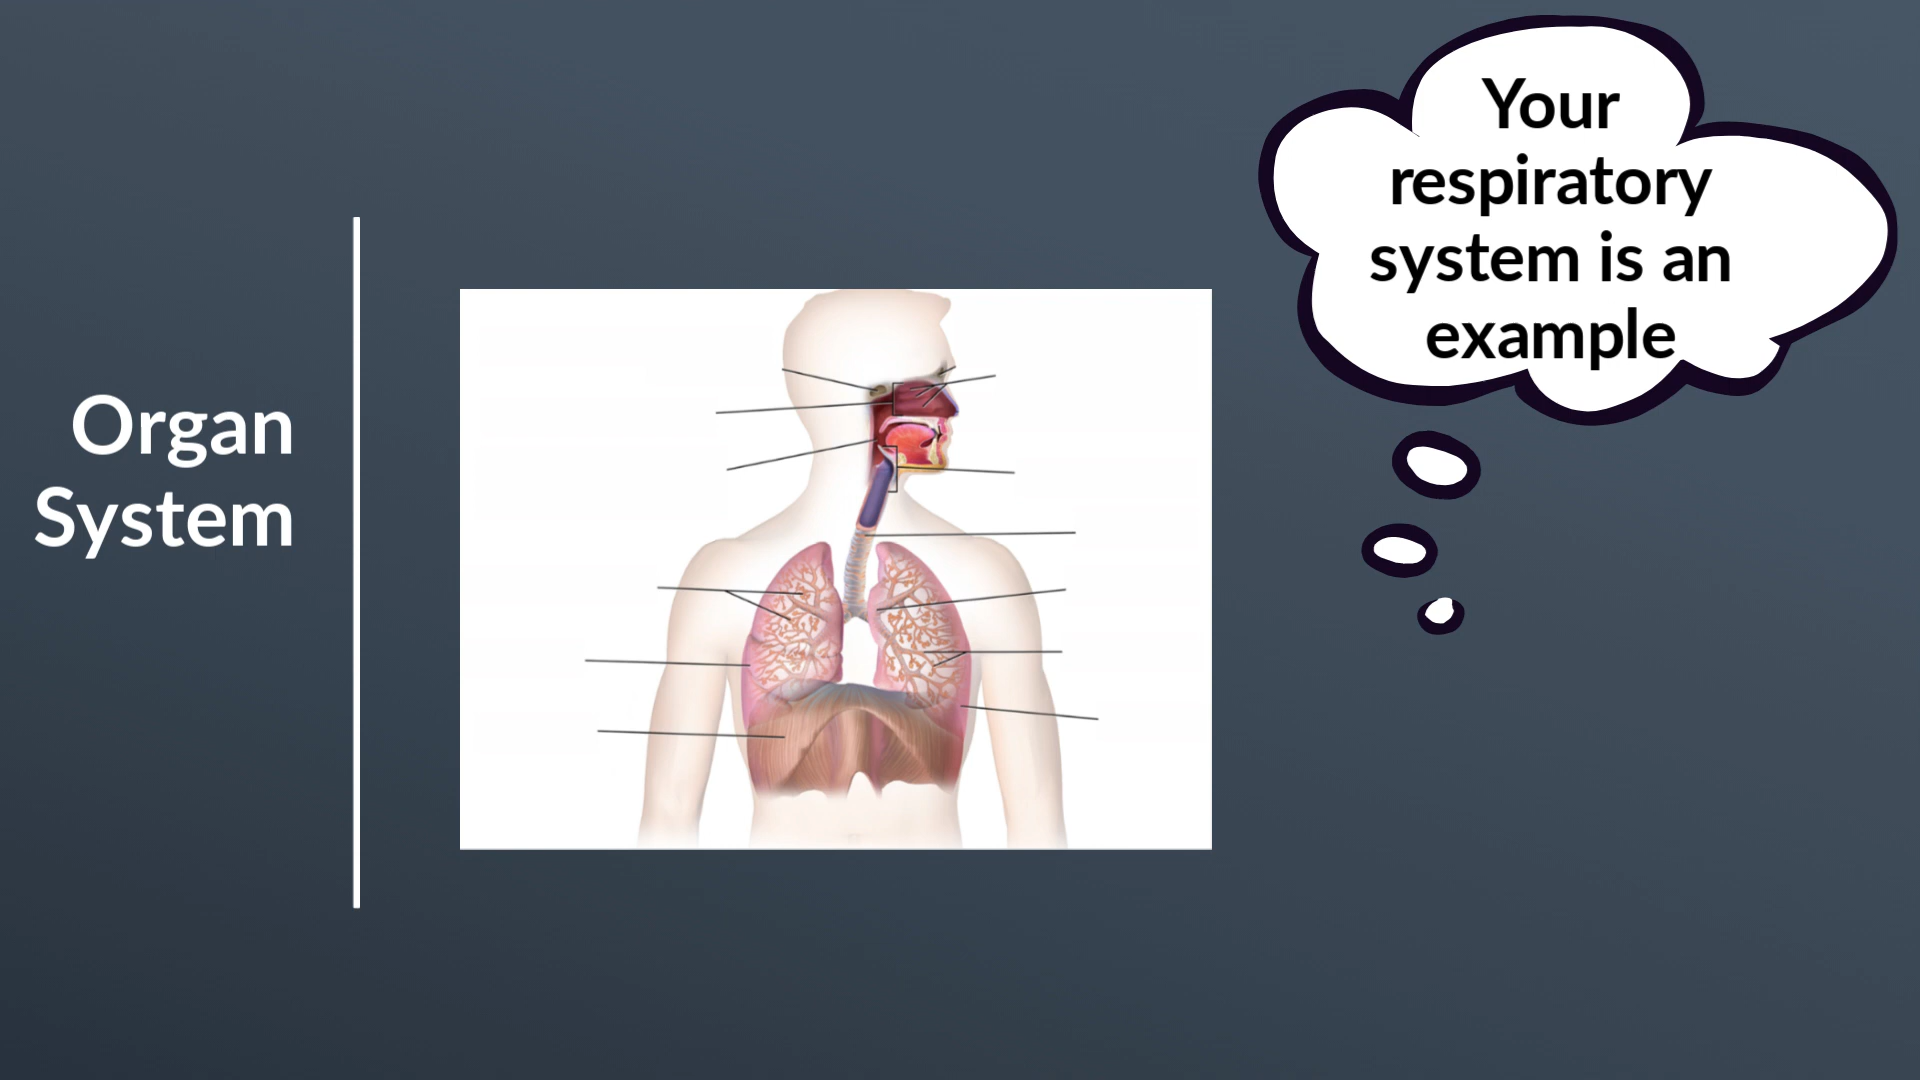 Organ
System
Your
respiratory
system is an
example